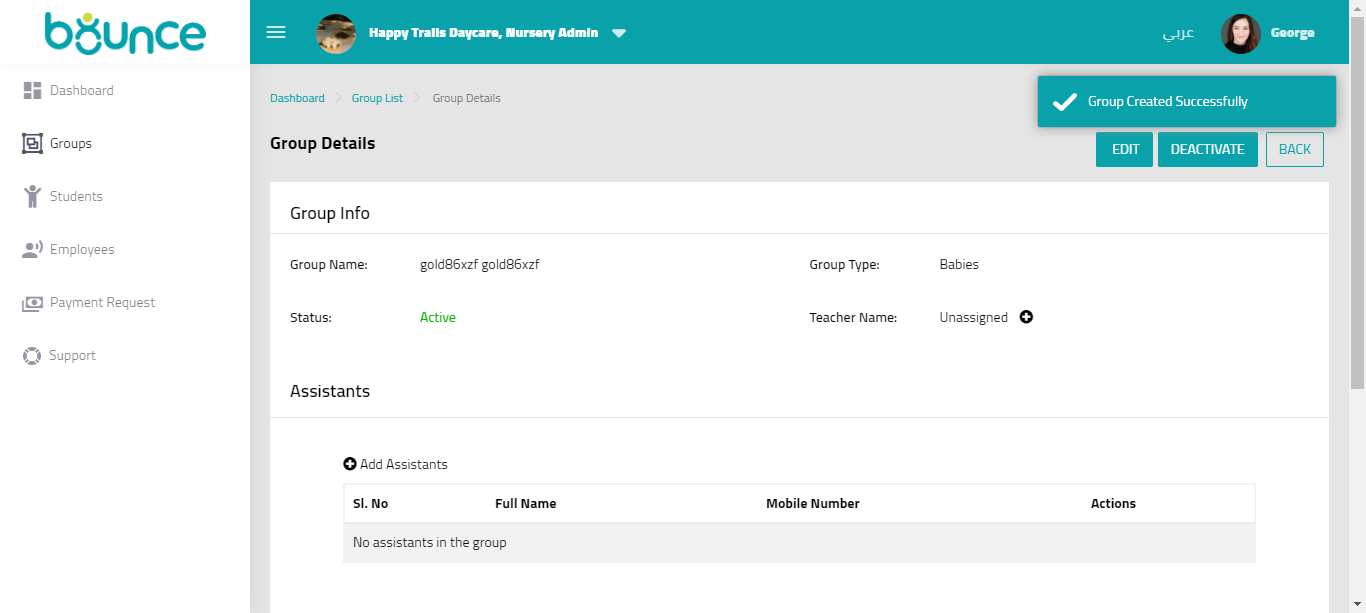 bounce
Happy Trails Daycare, Nursery Admin
عربي
George
Dashboard
Groups
Students
Employees
Payment Request
Support
Dashboard
Group List
Group Details
Group Created Successfully
Group Details
EDIT
DEACTIVATE
BACK
Group Info
Group Name:
gold86xzf gold86xzf
Group Type:
Babies
Status:
Active
Teacher Name:
Unassigned
Assistants
Add Assistants
Sl. No
Full Name
Mobile Number
Actions
No assistants in the group